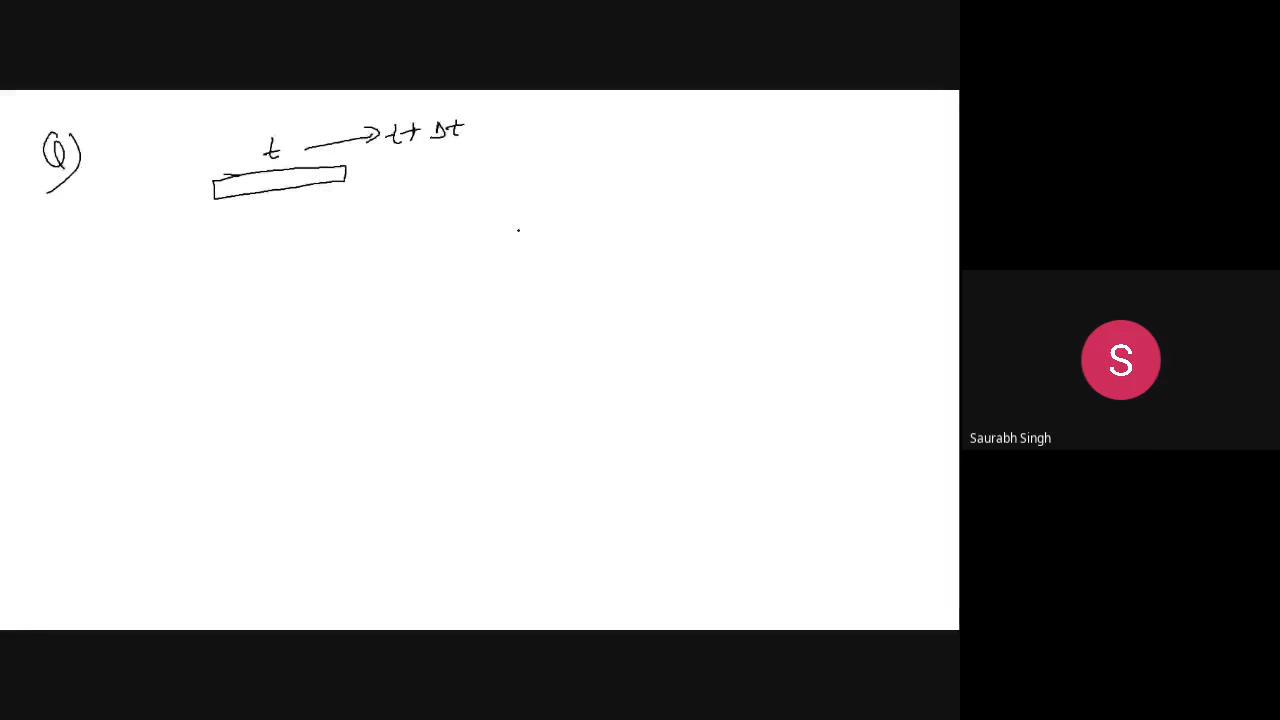 Q)
t → t + Δt
S
Saurabh Singh